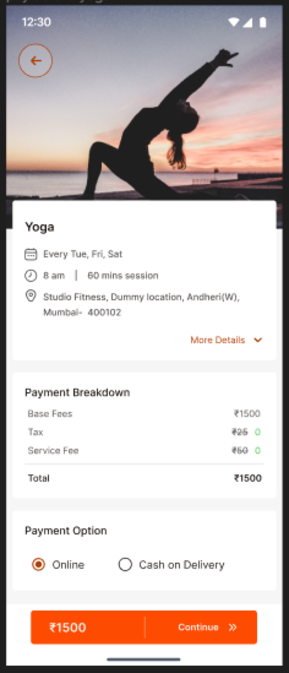 12:30
Yoga
Every Tue, Fri, Sat
8 am | 60 mins session
Studio Fitness, Dummy location, Andheri(W),
Mumbai- 400102
More Details
Payment Breakdown
Base Fees ₹1500
Tax ₹25 0
Service Fee ₹50 0
Total ₹1500
Payment Option
Online Cash on Delivery
₹1500 Continue